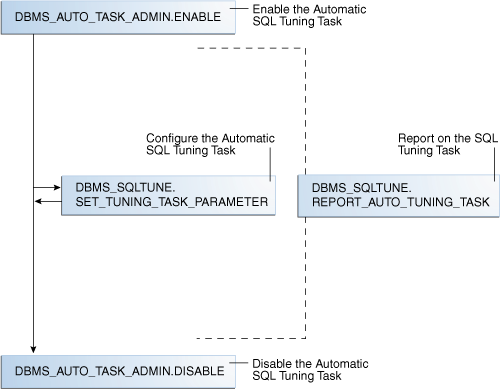 DBMS_AUTO_TASK_ADMIN.ENABLE
Enable the Automatic
SQL Tuning Task
Configure the Automatic
SQL Tuning Task
Report on the SQL
Tuning Task
DBMS_SQLTUNE.
SET_TUNING_TASK_PARAMETER
DBMS_SQLTUNE.
REPORT_AUTO_TUNING_TASK
DBMS_AUTO_TASK_ADMIN.DISABLE
Disable the Automatic
SQL Tuning Task